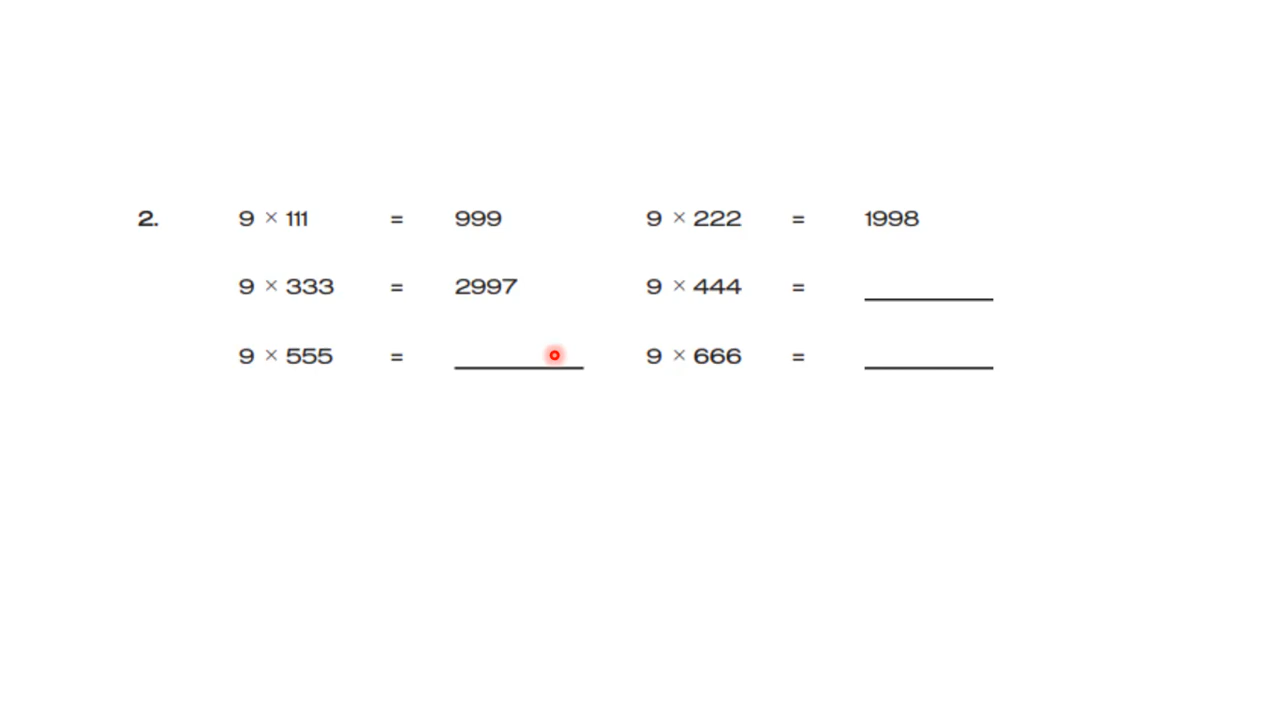 2. 9 × 111 = 999 9 × 222 = 1998
9 × 333 = 2997 9 × 444 =
9 × 555 = 9 × 666 =